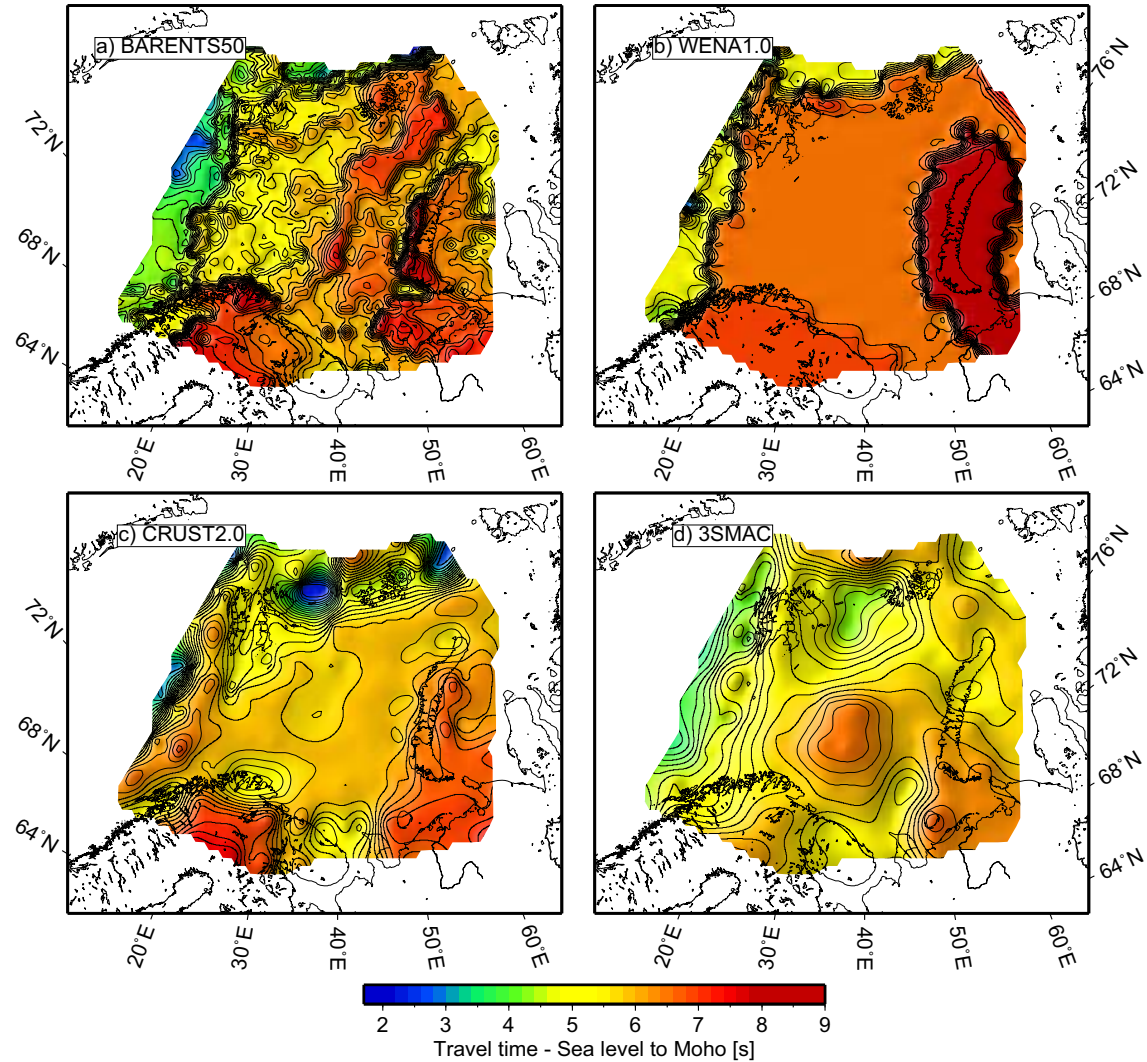 a) BARENTS50
b) WENA1.0
76°N
72°N
72°N
68°N
68°N
64°N
64°N
20°E
30°E
40°E
50°E
60°E
20°E
30°E
40°E
50°E
60°E
c) CRUST2.0
d) 3SMAC
76°N
72°N
72°N
68°N
68°N
64°N
64°N
20°E
30°E
40°E
50°E
60°E
20°E
30°E
40°E
50°E
60°E
2 3 4 5 6 7 8 9
Travel time - Sea level to Moho [s]